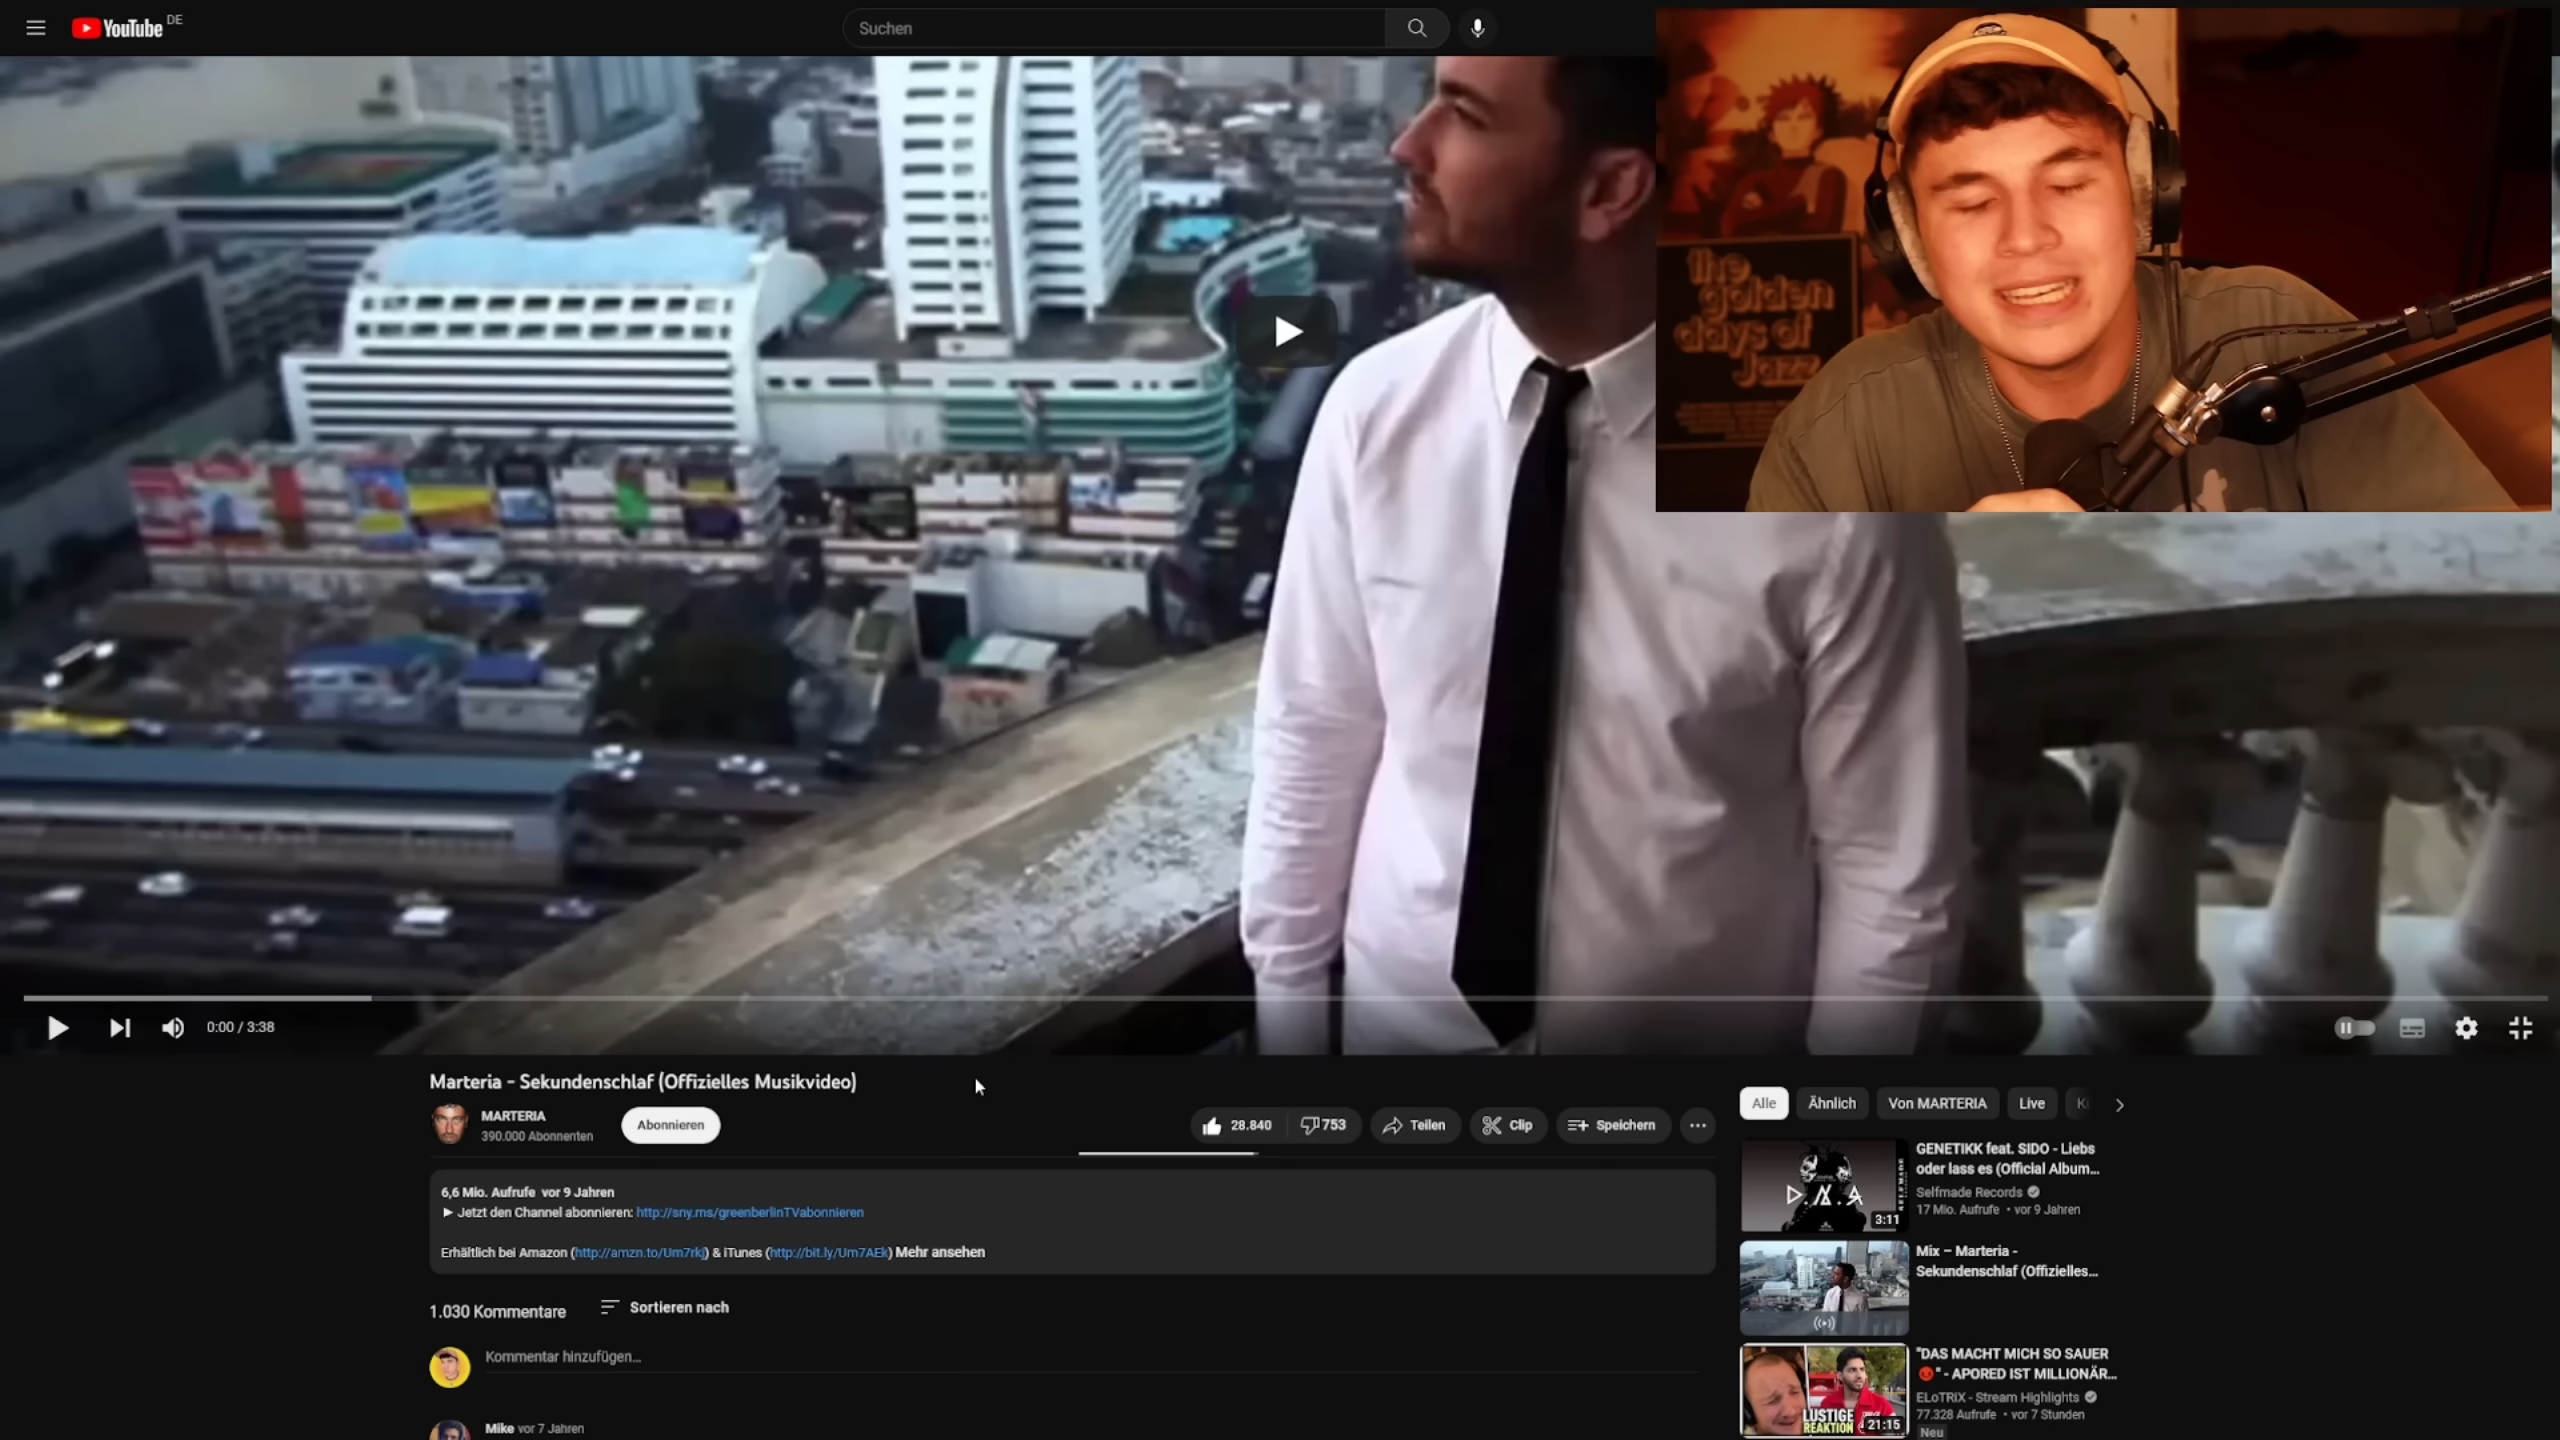 YouTube DE
Suchen
the
golden
days of
Jazz
0:00 / 3:38
Marteria - Sekundenschlaf (Offizielles Musikvideo)
MARTERIA
390.000 Abonnenten
Abonnieren
28.840
753
Teilen
Clip
Speichern
6,6 Mio. Aufrufe vor 9 Jahren
► Jetzt den Channel abonnieren: http://sny.ms/greenberlinTVabonnieren
Erhältlich bei Amazon (http://amzn.to/Um7rkj) & iTunes (http://bit.ly/Um7AEk) Mehr ansehen
1.030 Kommentare
Sortieren nach
Kommentar hinzufügen...
Mike vor 7 Jahren
Alle
Ähnlich
Von MARTERIA
Live
D.N.A
3:11
GENETIKK feat. SIDO - Liebs
oder lass es (Official Album...
Selfmade Records
17 Mio. Aufrufe • vor 9 Jahren
Mix – Marteria -
Sekundenschlaf (Offizielles...
LUSTIGE
REAKTION
21:15
"DAS MACHT MICH SO SAUER
😡" - APORED IST MILLIONÄR...
ELoTRiX - Stream Highlights
77.328 Aufrufe • vor 7 Stunden
Neu